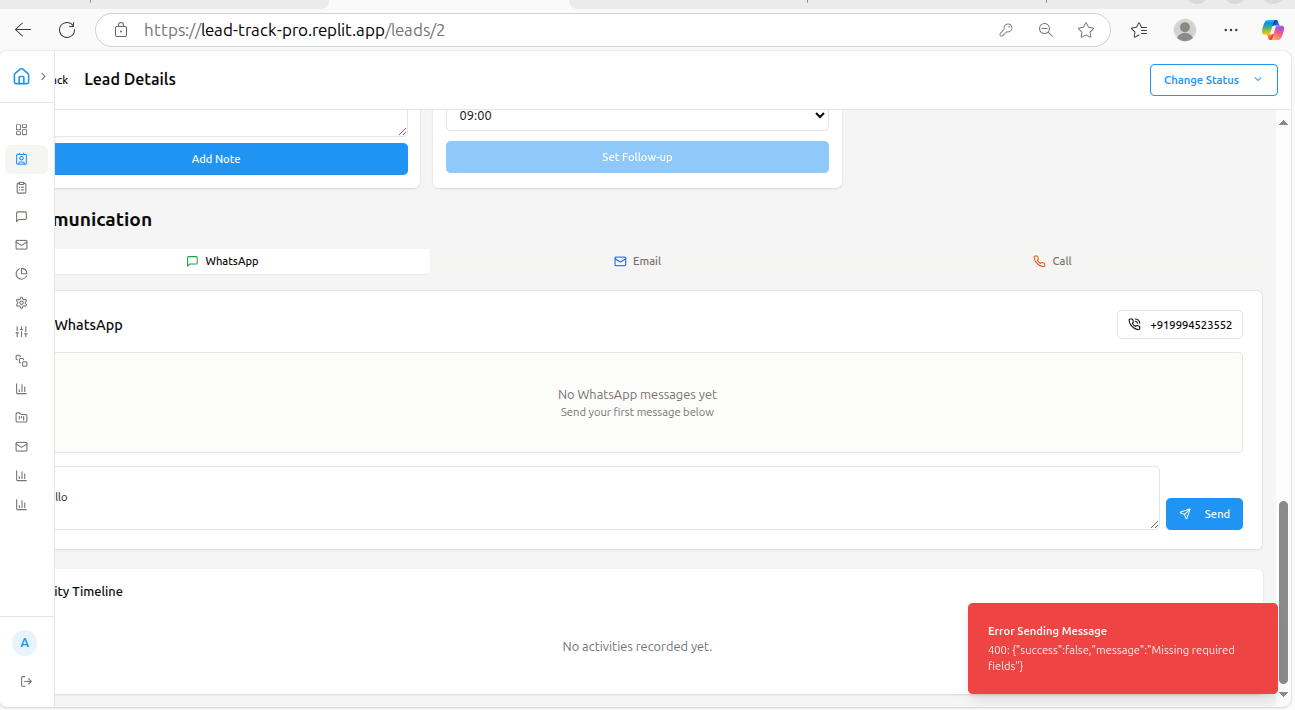 https://lead-track-pro.replit.app/leads/2
ck Lead Details
Change Status
09:00
Add Note
Set Follow-up
munication
WhatsApp
Email
Call
WhatsApp
+919994523552
No WhatsApp messages yet
Send your first message below
llo
Send
ity Timeline
Error Sending Message
No activities recorded yet.
400: {"success":false,"message":"Missing required
fields"}
A